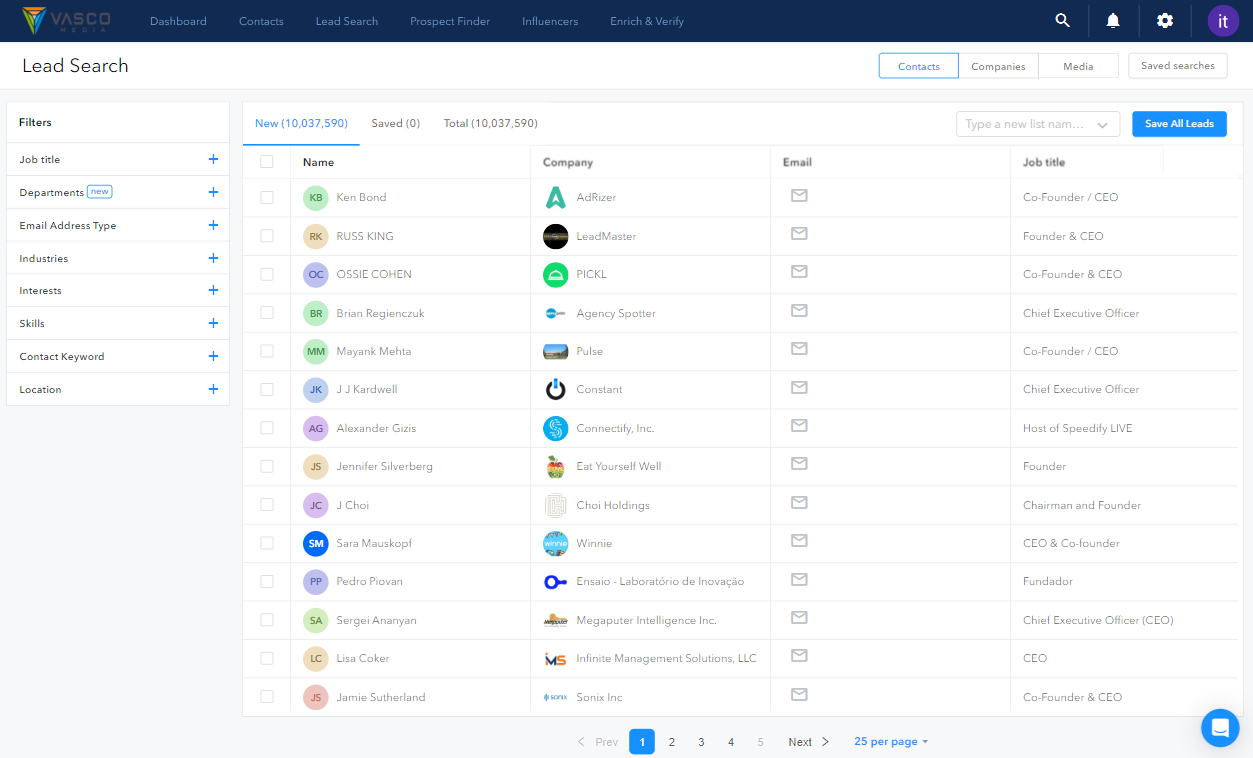 VASCO MEDIA Dashboard Contacts Lead Search Prospect Finder Influencers Enrich & Verify it
Lead Search Contacts Companies Media Saved searches
Filters
Job title
Departments new
Email Address Type
Industries
Interests
Skills
Contact Keyword
Location
New (10,037,590) Saved (0) Total (10,037,590) Type a new list nam... Save All Leads
Name Company Email Job title
KB Ken Bond AdRizer Co-Founder / CEO
RK RUSS KING LeadMaster Founder & CEO
OC OSSIE COHEN PICKL Co-Founder & CEO
BR Brian Regienczuk Agency Spotter Chief Executive Officer
MM Mayank Mehta Pulse Co-Founder / CEO
JK J J Kardwell Constant Chief Executive Officer
AG Alexander Gizis Connectify, Inc. Host of Speedify LIVE
JS Jennifer Silverberg Eat Yourself Well Founder
JC J Choi Choi Holdings Chairman and Founder
SM Sara Mauskopf winnie Winnie CEO & Co-founder
PP Pedro Piovan Ensaio - Laboratório de Inovação Fundador
SA Sergei Ananyan Megaputer Megaputer Intelligence Inc. Chief Executive Officer (CEO)
LC Lisa Coker iMS Infinite Management Solutions, LLC CEO
JS Jamie Sutherland sonix Sonix Inc Co-Founder & CEO
Prev 1 2 3 4 5 Next 25 per page